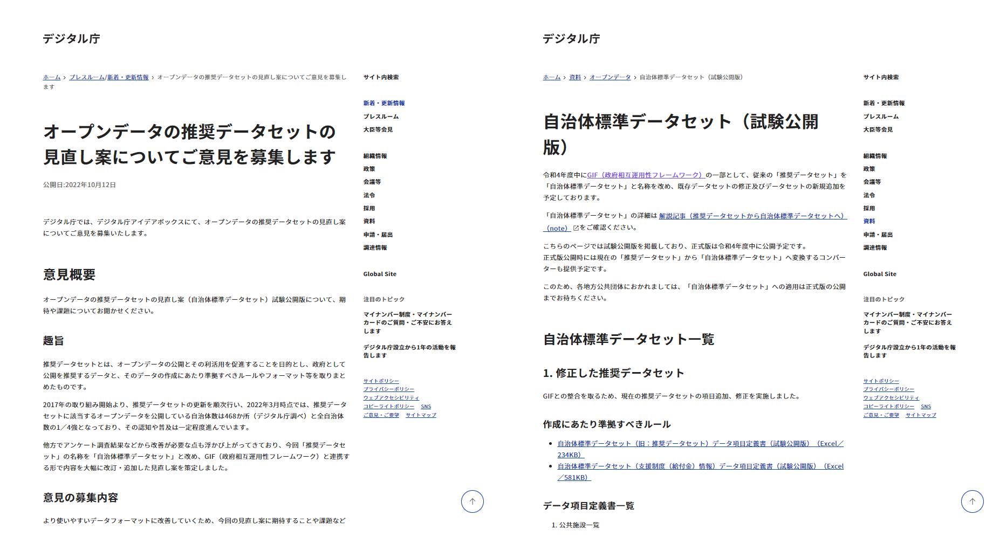 デジタル庁
ホーム › プレスルーム/新着・更新情報 › オープンデータの推奨データセットの見直し案についてご意見を募集し
ます
オープンデータの推奨データセットの
見直し案についてご意見を募集します
公開日:2022年10月12日
デジタル庁では、デジタル庁アイデアボックスにて、オープンデータの推奨データセットの見直し案
についてご意見を募集いたします。
意見概要
オープンデータの推奨データセットの見直し案（自治体標準データセット）試験公開版について、期
待や課題についてお聞かせください。
趣旨
推奨データセットとは、オープンデータの公開とその利活用を促進することを目的とし、政府として
公開を推奨するデータと、そのデータの作成にあたり準拠すべきルールやフォーマット等を取りまと
めたものです。
2017年の取り組み開始より、推奨データセットの更新を順次行い、2022年3月時点では、推奨データ
セットに該当するオープンデータを公開している自治体数は468か所（デジタル庁調べ）と全自治体
数の1／4強となっており、その認知や普及は一定程度進んでいます。
他方でアンケート調査結果などから改善が必要な点も浮かび上がってきており、今回「推奨データセ
ット」の名称を「自治体標準データセット」と改め、GIF（政府相互運用性フレームワーク）と連携す
る形で内容を大幅に改訂・追加した見直し案を策定しました。
意見の募集内容
より使いやすいデータフォーマットに改善していくため、今回の見直し案に期待することや課題など
サイト内検索
新着・更新情報
プレスルーム
大臣等会見
組織情報
政策
会議等
法令
採用
資料
申請・届出
調達情報
Global Site
注目のトピック
マイナンバー制度・マイナンバー
カードのご質問・ご不安にお答え
します
デジタル庁設立から1年の活動を報
告します
サイトポリシー
プライバシーポリシー
ウェブアクセシビリティ
コピーライトポリシー SNS
ご意見・ご要望 サイトマップ
デジタル庁
ホーム › 資料 › オープンデータ › 自治体標準データセット（試験公開版）
自治体標準データセット（試験公開
版）
令和4年度中にGIF（政府相互運用性フレームワーク）の一部として、従来の「推奨データセット」を
「自治体標準データセット」と名称を改め、既存データセットの修正及びデータセットの新規追加を
予定しております。
「自治体標準データセット」の詳細は 解説記事（推奨データセットから自治体標準データセットへ）
（note） をご確認ください。
こちらのページでは試験公開版を掲載しており、正式版は令和4年度中に公開予定です。
正式版公開時には現在の「推奨データセット」から「自治体標準データセット」へ変換するコンバー
ターも提供予定です。
このため、各地方公共団体におかれましては、「自治体標準データセット」への適用は正式版の公開
までお待ちください。
自治体標準データセット一覧
1. 修正した推奨データセット
GIFとの整合を取るため、現在の推奨データセットの項目追加、修正を実施しました。
作成にあたり準拠すべきルール
• 自治体標準データセット（旧：推奨データセット）データ項目定義書（試験公開版）（Excel／
234KB）
• 自治体標準データセット（支援制度（給付金）情報）データ項目定義書（試験公開版）（Excel
／581KB）
データ項目定義書一覧
1. 公共施設一覧
サイト内検索
新着・更新情報
プレスルーム
大臣等会見
組織情報
政策
会議等
法令
採用
資料
申請・届出
調達情報
Global Site
注目のトピック
マイナンバー制度・マイナンバー
カードのご質問・ご不安にお答え
します
デジタル庁設立から1年の活動を報
告します
サイトポリシー
プライバシーポリシー
ウェブアクセシビリティ
コピーライトポリシー SNS
ご意見・ご要望 サイトマップ